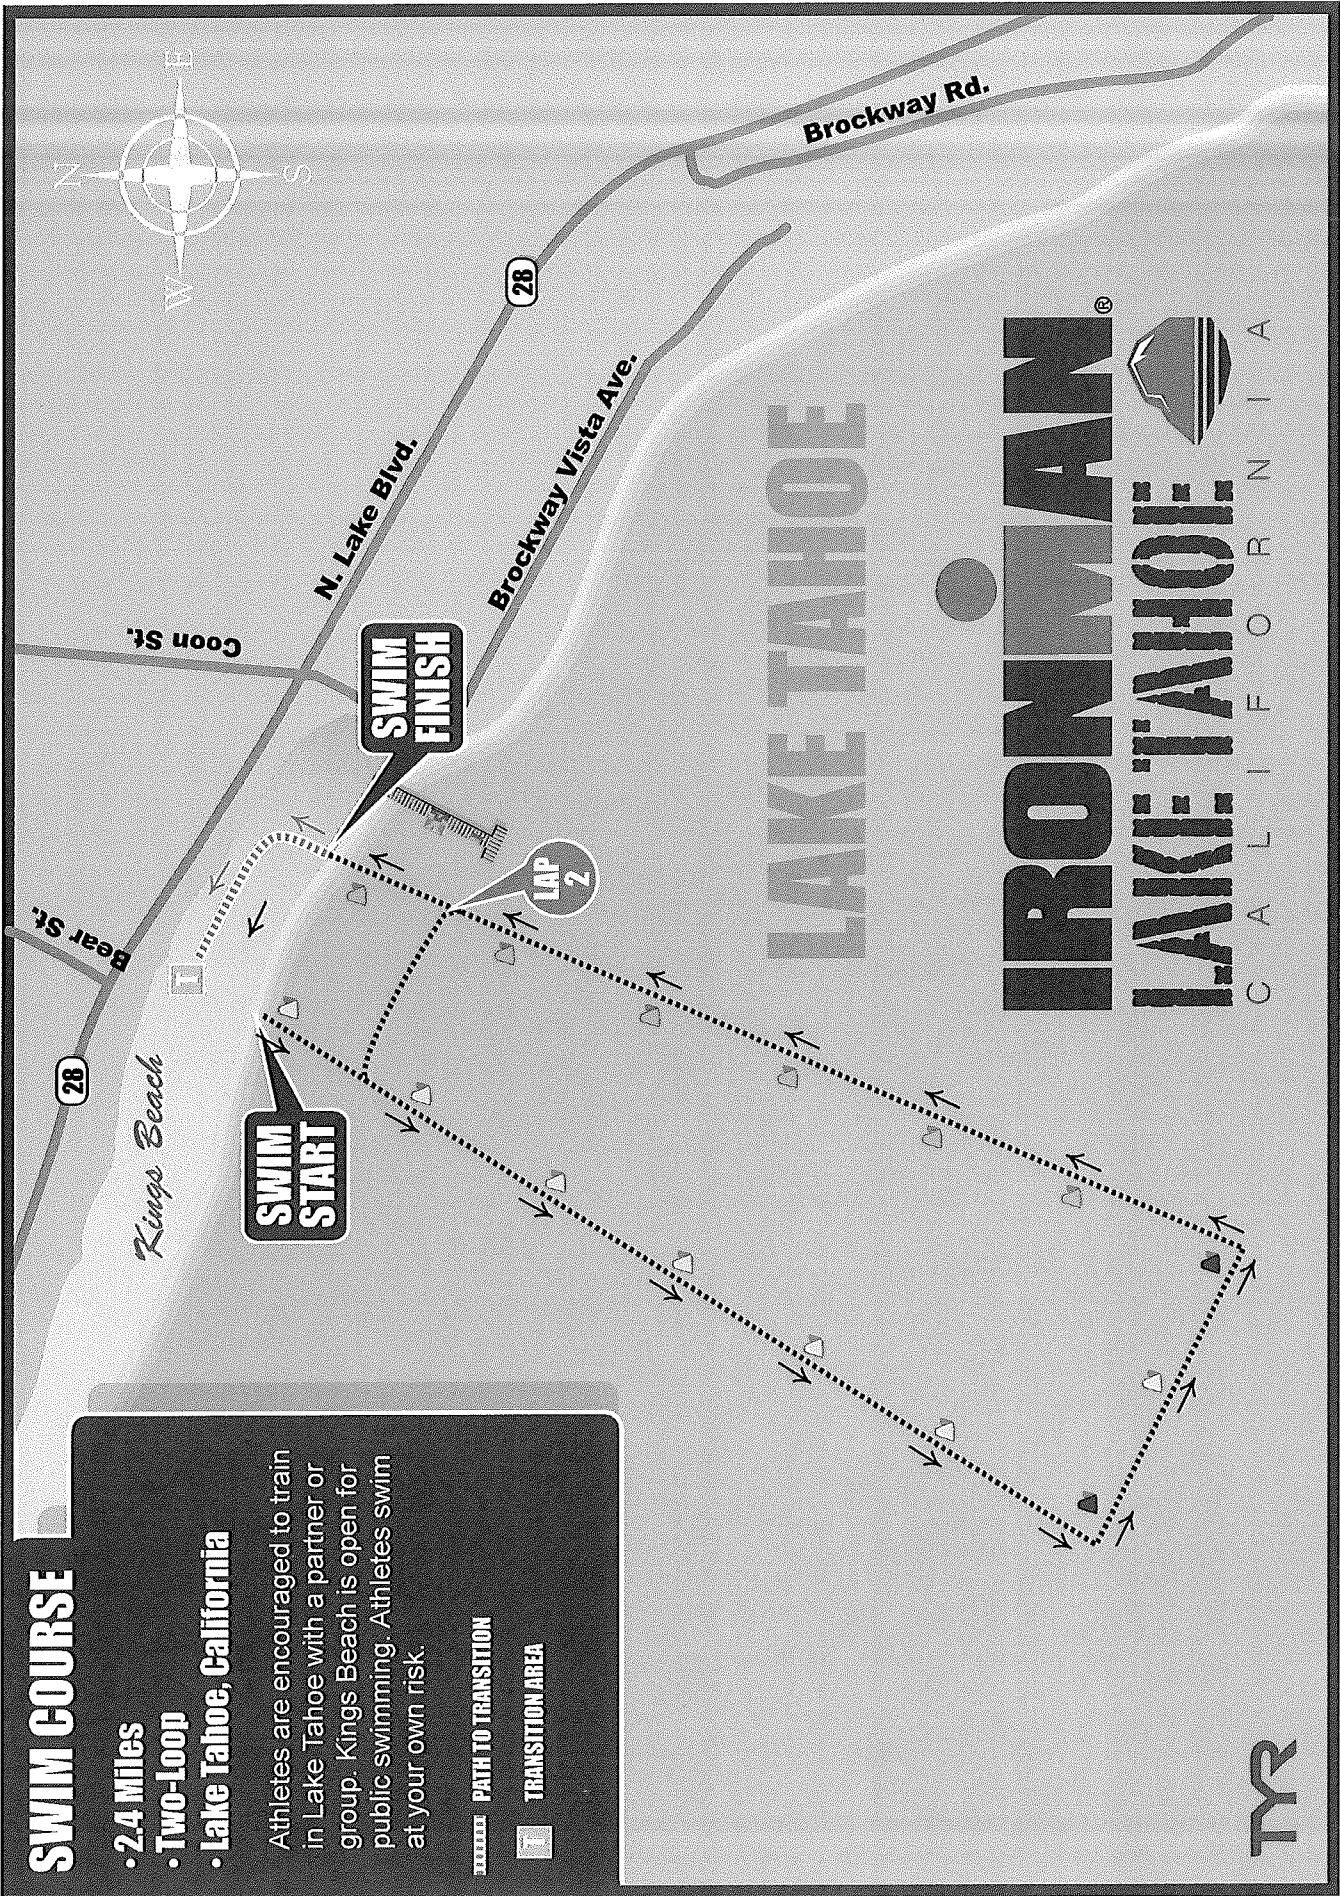 SWIM COURSE
• 2.4 Miles
• Two-Loop
• Lake Tahoe, California
Athletes are encouraged to train
in Lake Tahoe with a partner or
group. Kings Beach is open for
public swimming. Athletes swim
at your own risk.
PATH TO TRANSITION
T
TRANSITION AREA
N
W
E
S
28
Bear St.
Coon St.
N. Lake Blvd.
28
Brockway Vista Ave.
Brockway Rd.
Kings Beach
T
SWIM
START
SWIM
FINISH
LAP
2
LAKE TAHOE
IRONMAN®
LAKE TAHOE
CALIFORNIA
TYR